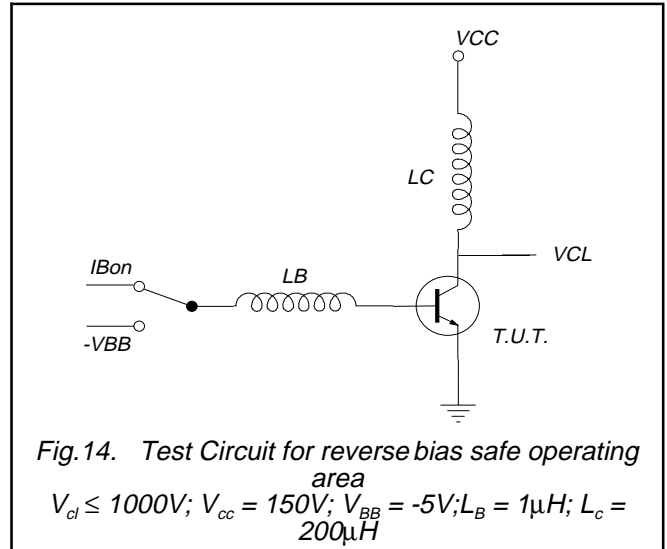 VCC
LC
VCL
IBon
LB
-VBB
T.U.T.
Fig.14. Test Circuit for reverse bias safe operating
area
Vcl ≤ 1000V; Vcc = 150V; VBB = -5V;LB = 1μH; Lc =
200μH